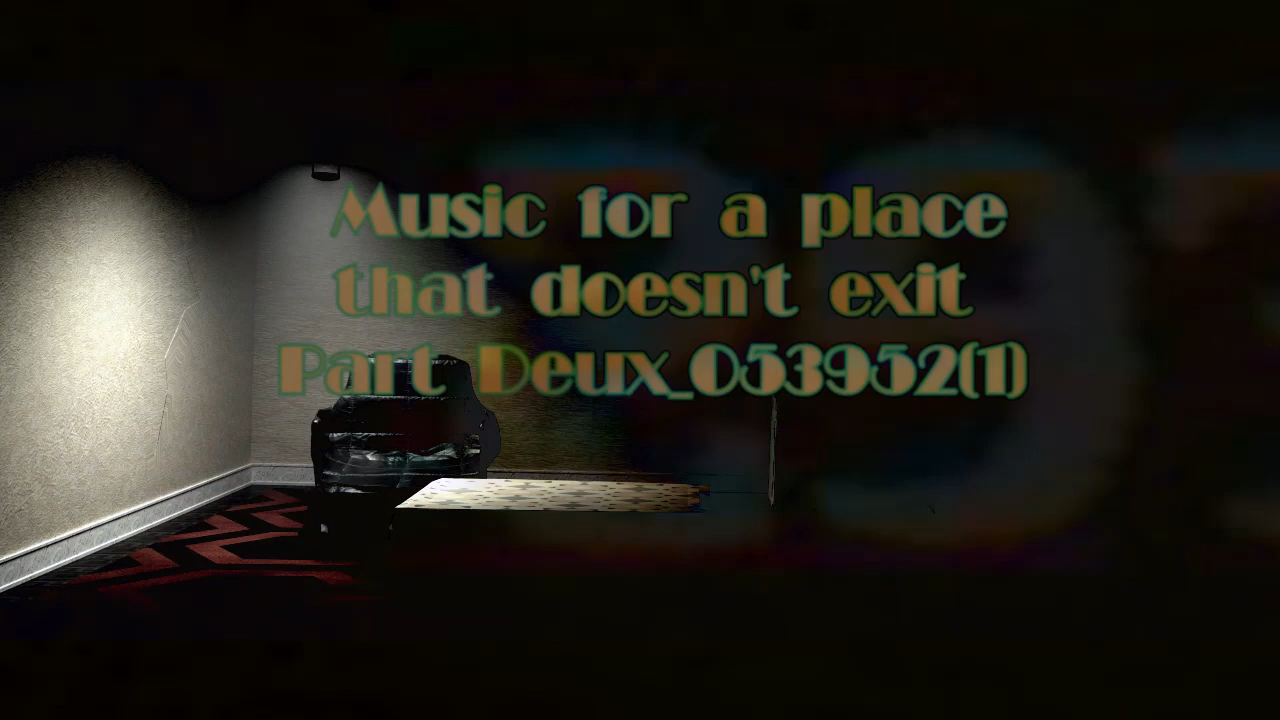 Music for a place
that doesn't exit
Part Deux_053952(1)